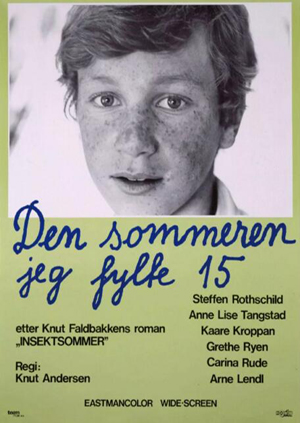 Den sommeren
jeg fylte 15
Steffen Rothschild
Anne Lise Tangstad
Kaare Kroppan
Grethe Ryen
Carina Rude
Arne Lendl
etter Knut Faldbakkens roman
„INSEKTSOMMER”
Regi:
Knut Andersen
EASTMANCOLOR WIDE-SCREEN